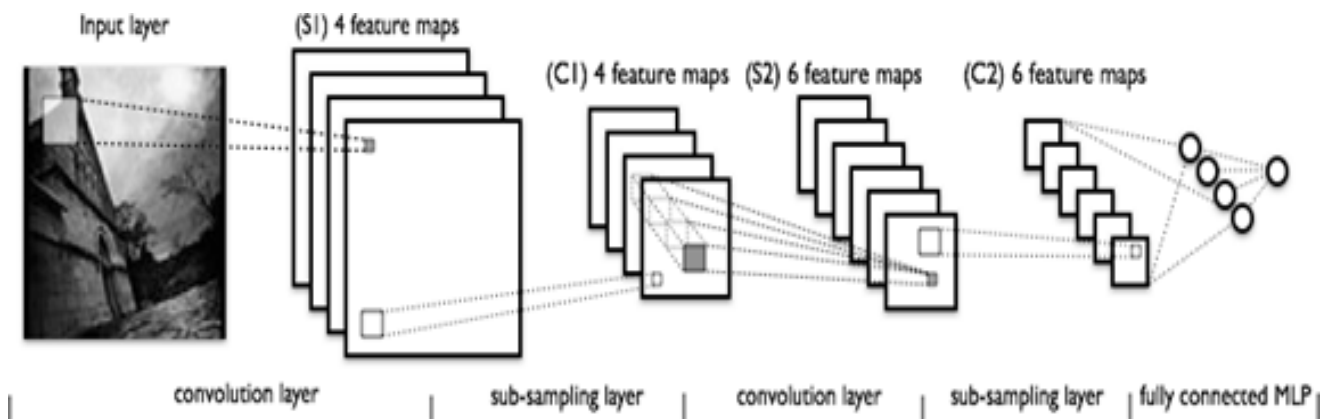 Input layer
(S1) 4 feature maps
(C1) 4 feature maps
(S2) 6 feature maps
(C2) 6 feature maps
convolution layer
sub-sampling layer
convolution layer
sub-sampling layer
fully connected MLP